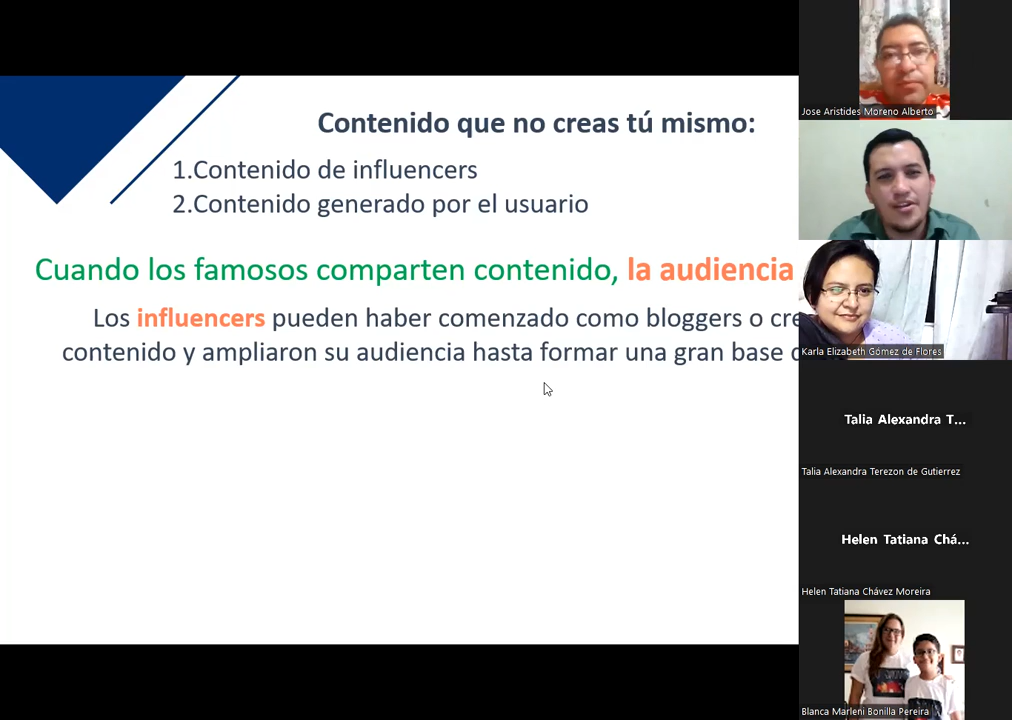 Contenido que no creas tú mismo:
1.Contenido de influencers
2.Contenido generado por el usuario
Cuando los famosos comparten contenido, la audiencia
Los influencers pueden haber comenzado como bloggers o
contenido y ampliaron su audiencia hasta formar una gran base
Jose Aristides Moreno Alberto
Karla Elizabeth Gómez de Flores
Talia Alexandra T...
Talia Alexandra Terezon de Gutierrez
Helen Tatiana Chá...
Helen Tatiana Chávez Moreira
Blanca Marleni Bonilla Pereira